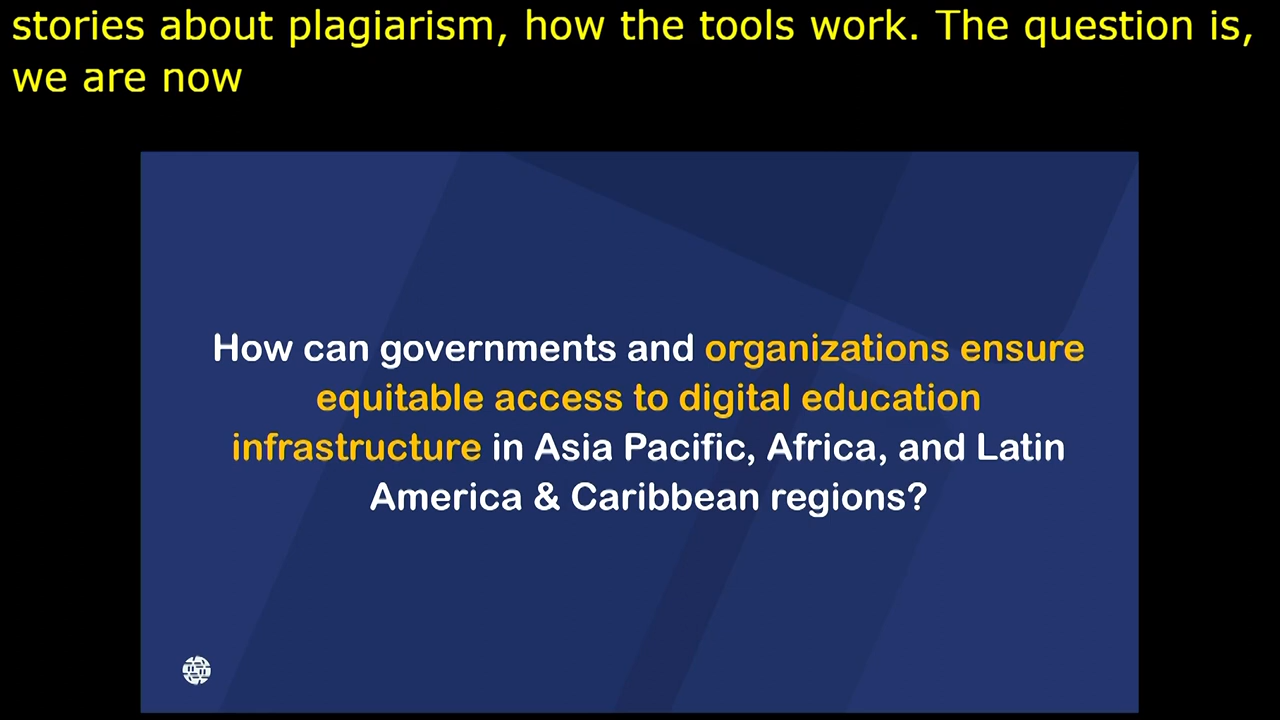 stories about plagiarism, how the tools work. The question is,
we are now
How can governments and organizations ensure
equitable access to digital education
infrastructure in Asia Pacific, Africa, and Latin
America & Caribbean regions?